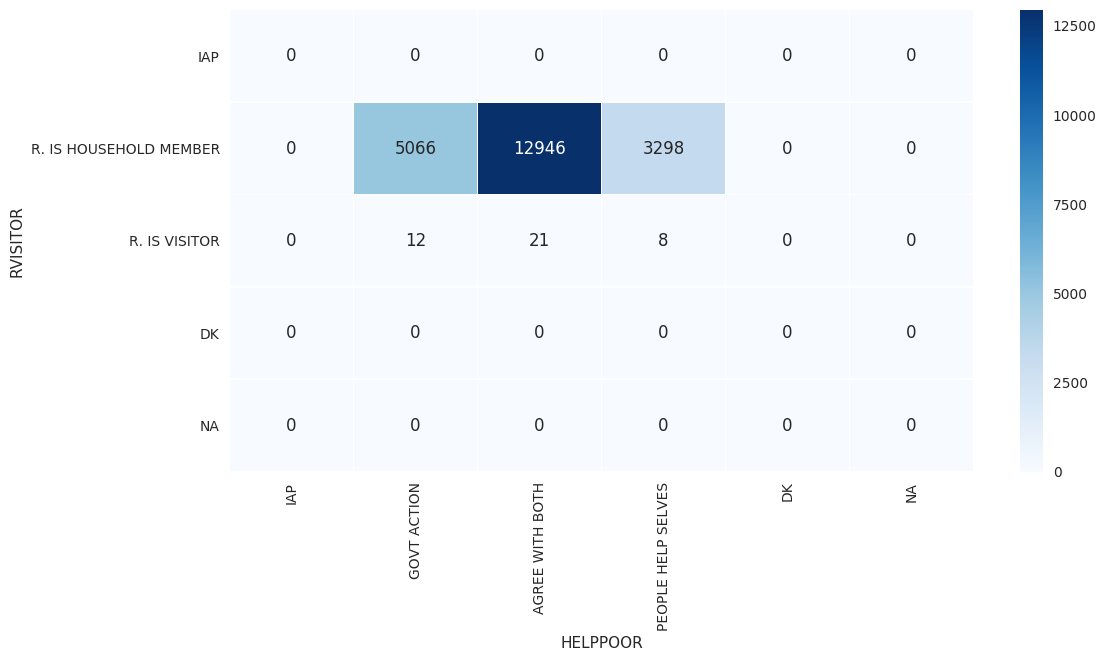 IAP 0 0 0 0 0 0
R. IS HOUSEHOLD MEMBER 0 5066 12946 3298 0 0
R. IS VISITOR 0 12 21 8 0 0
DK 0 0 0 0 0 0
NA 0 0 0 0 0 0
RVISITOR
IAP
GOVT ACTION
AGREE WITH BOTH
PEOPLE HELP SELVES
DK
NA
HELPPOOR
12500
10000
7500
5000
2500
0